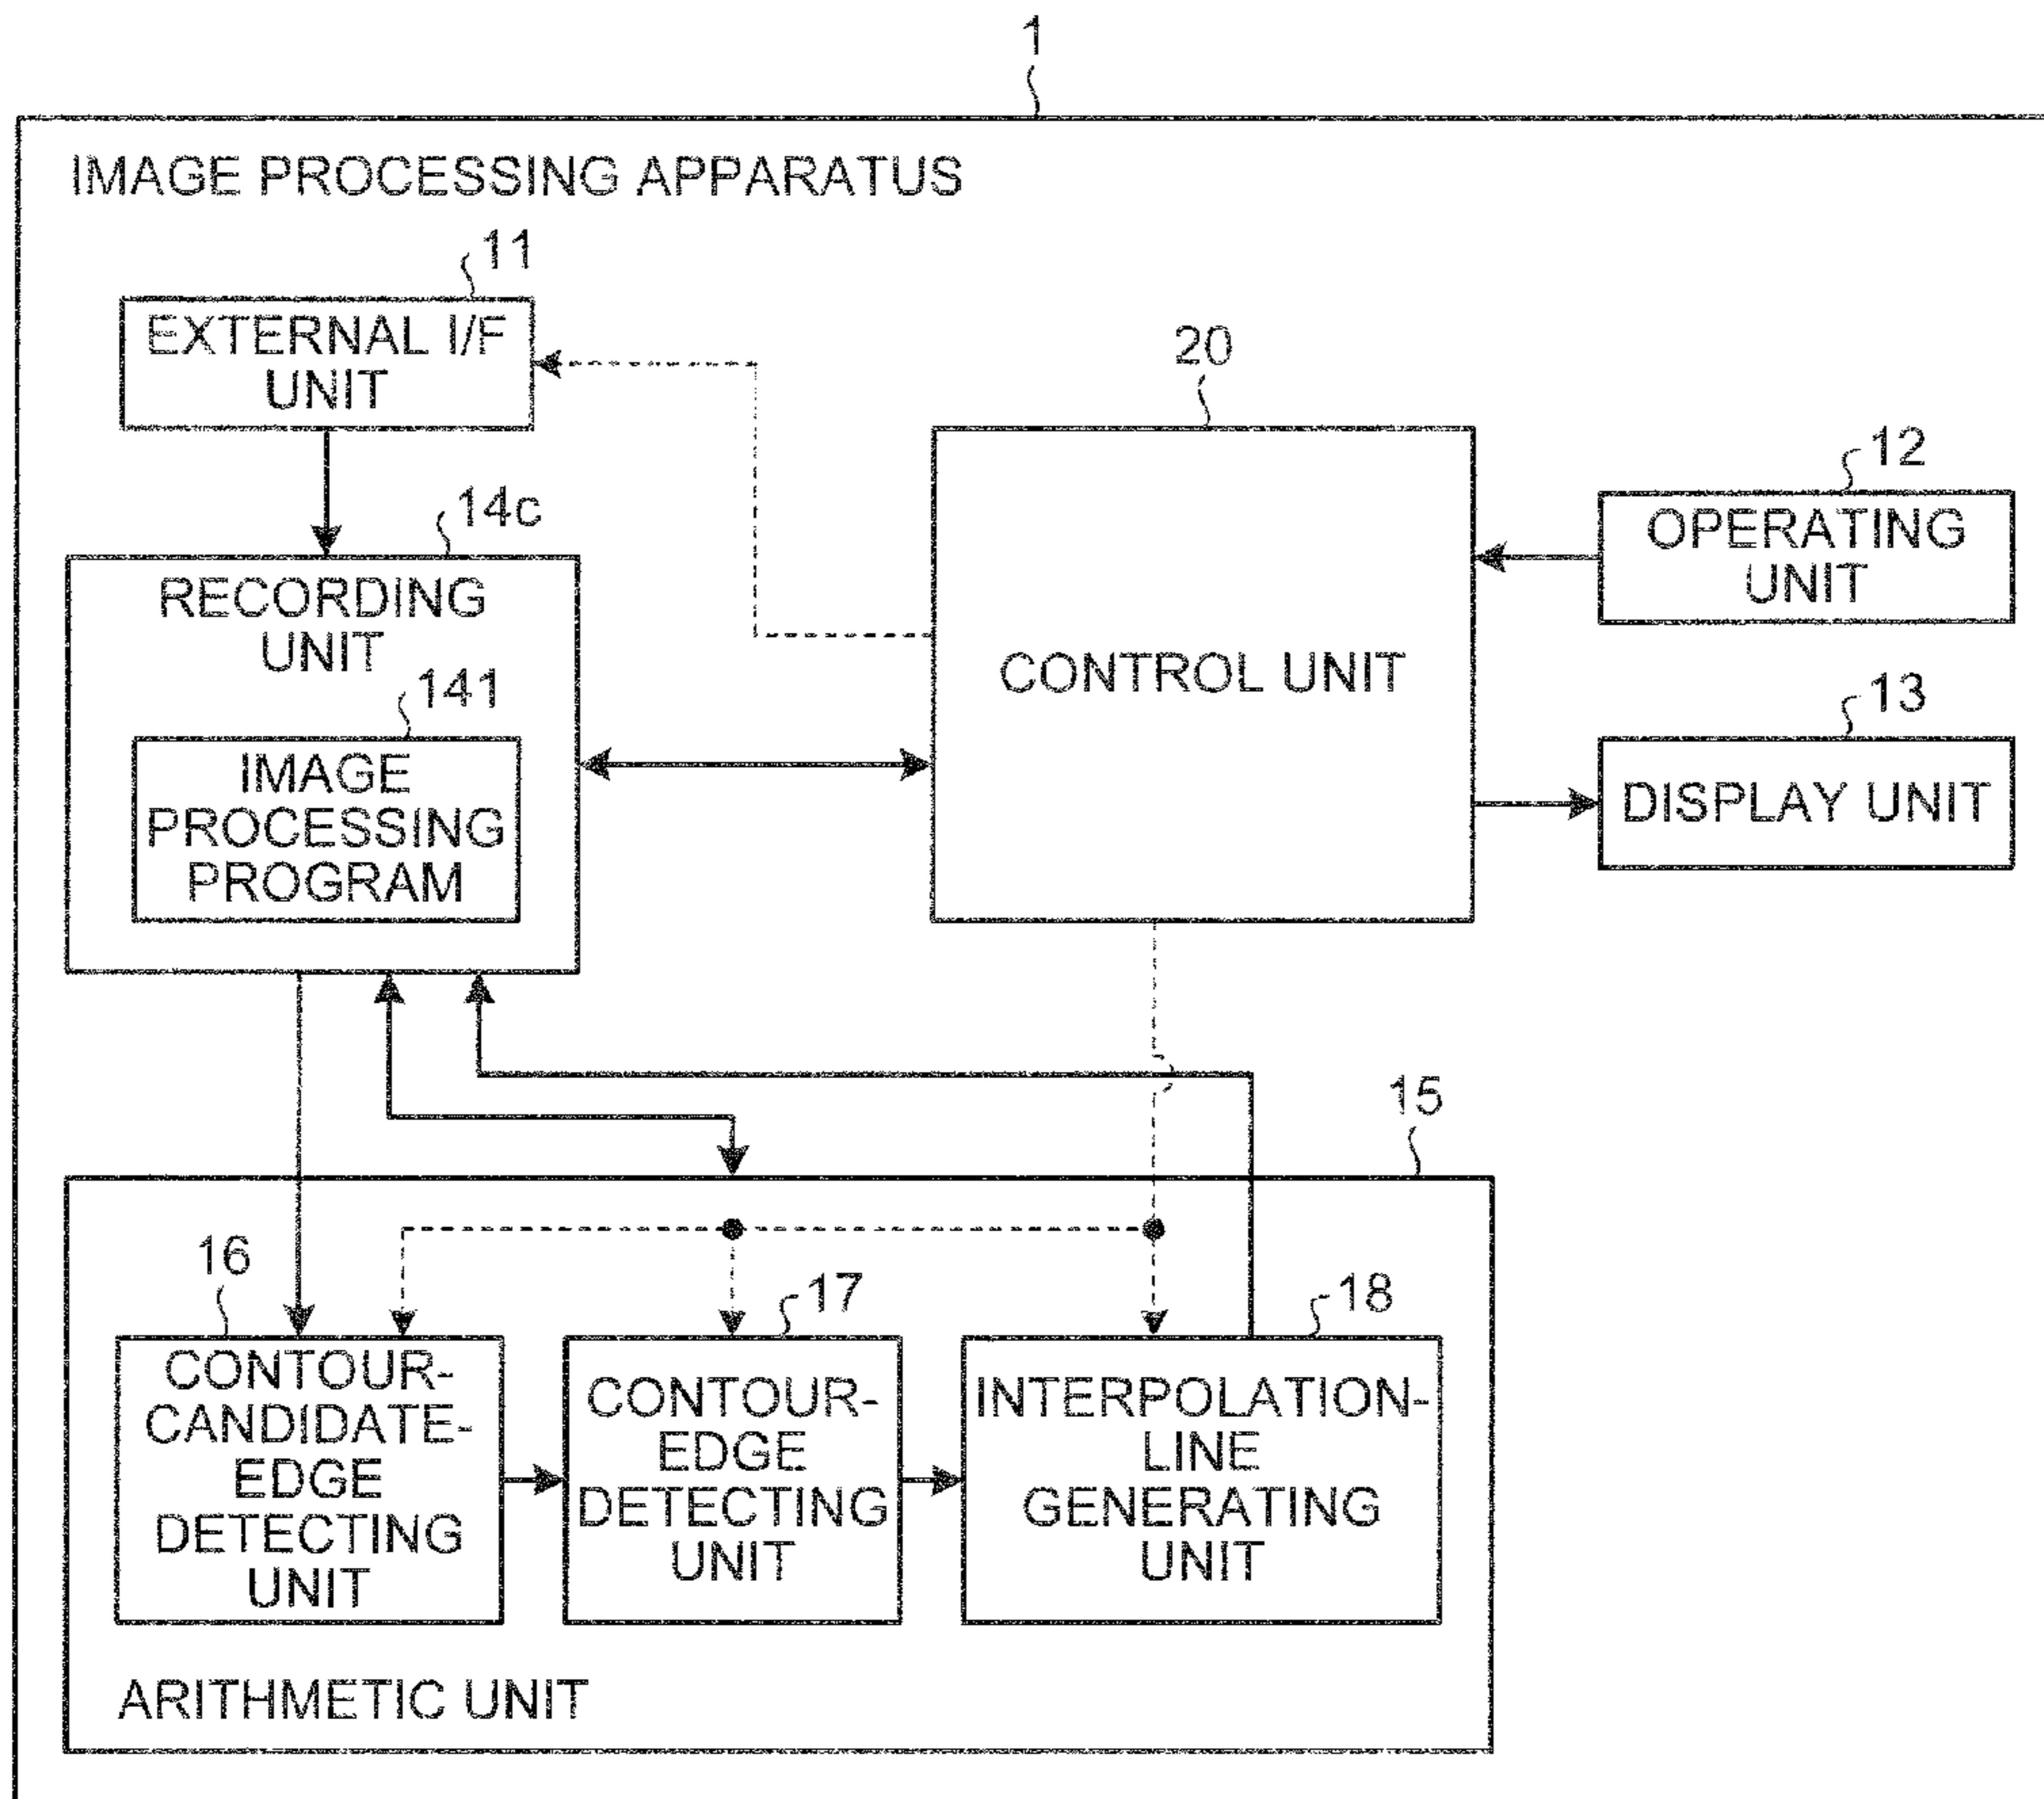 1
IMAGE PROCESSING APPARATUS
11
EXTERNAL I/F
UNIT
20
CONTROL UNIT
12
OPERATING
UNIT
14c
RECORDING
UNIT
13
DISPLAY UNIT
141
IMAGE
PROCESSING
PROGRAM
15
16
CONTOUR-
CANDIDATE-
EDGE
DETECTING
UNIT
17
CONTOUR-
EDGE
DETECTING
UNIT
18
INTERPOLATION-
LINE
GENERATING
UNIT
ARITHMETIC UNIT